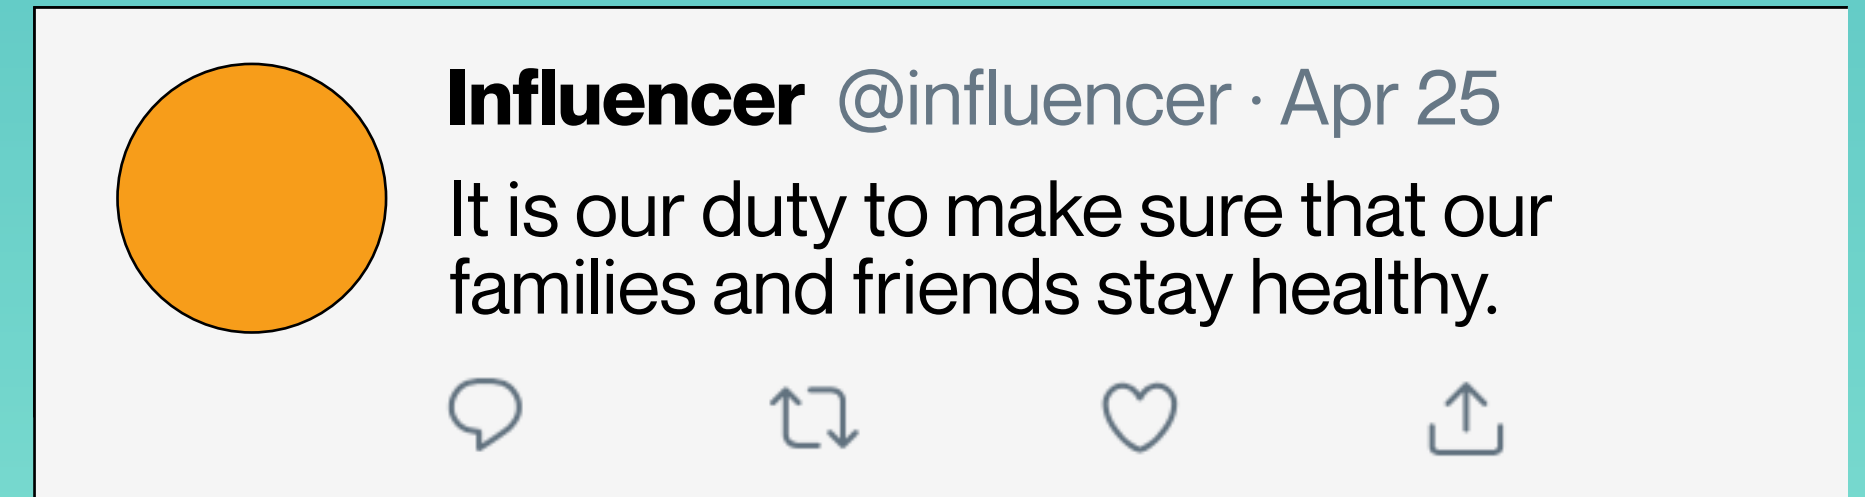 Influencer @influencer · Apr 25
It is our duty to make sure that our
families and friends stay healthy.